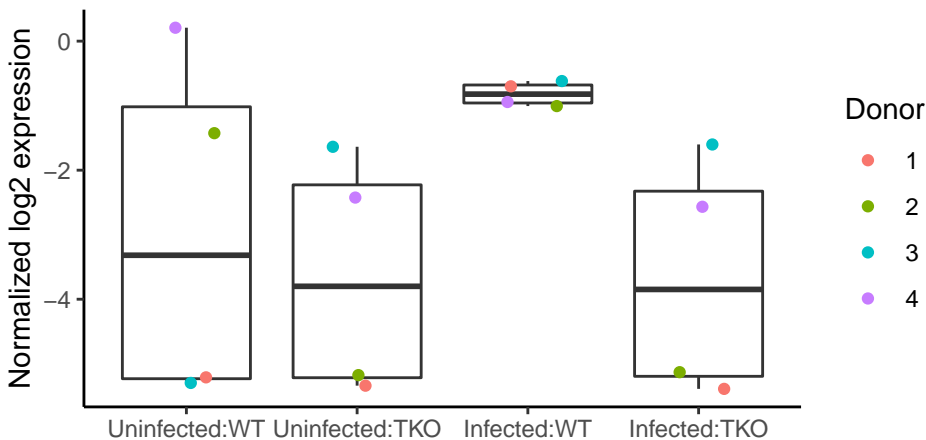 Normalized log2 expression
0
−2
−4
Uninfected:WT
Uninfected:TKO
Infected:WT
Infected:TKO
Donor
1
2
3
4